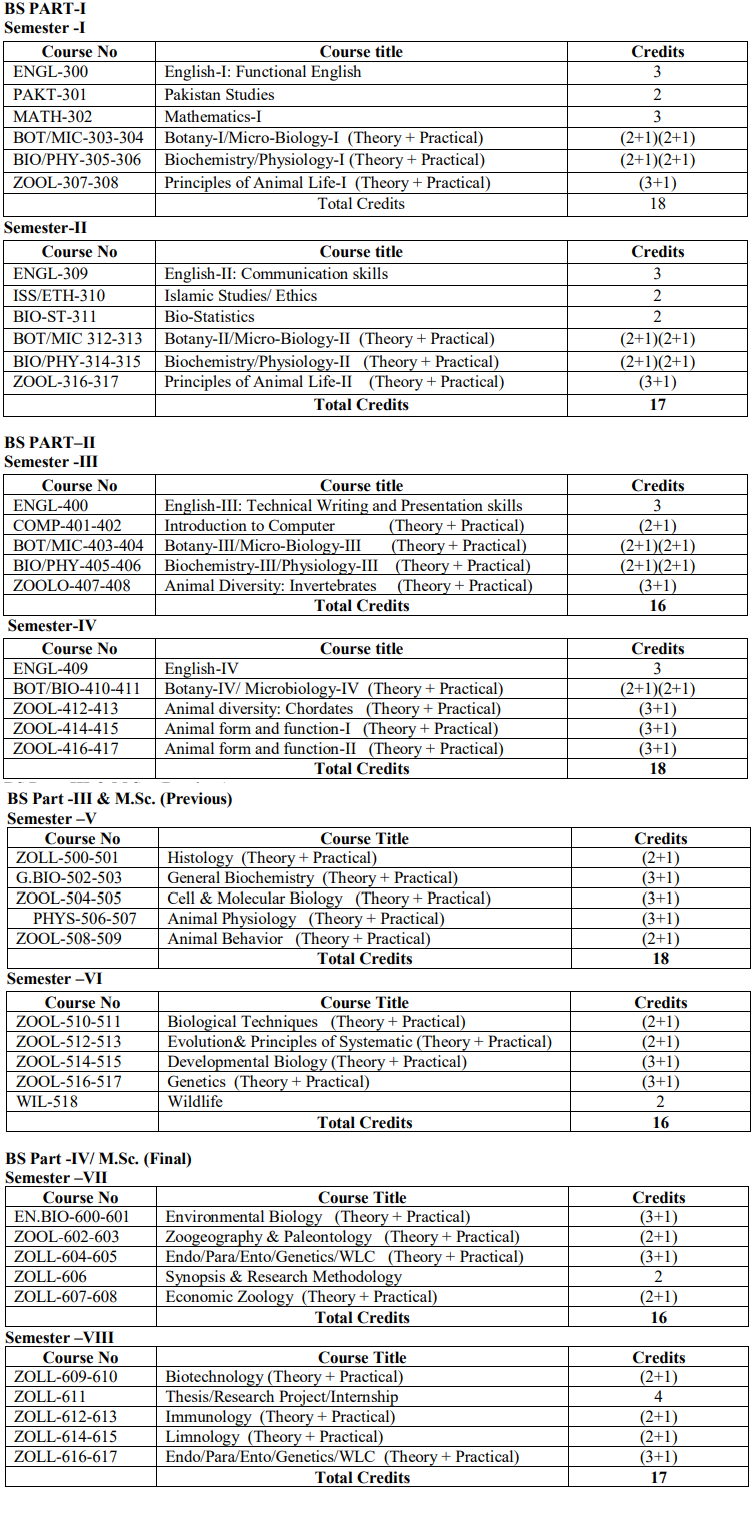 BS PART-I
Semester -I
Course No Course title Credits
ENGL-300 English-I: Functional English 3
PAKT-301 Pakistan Studies 2
MATH-302 Mathematics-I 3
BOT/MIC-303-304 Botany-I/Micro-Biology-I (Theory + Practical) (2+1)(2+1)
BIO/PHY-305-306 Biochemistry/Physiology-I (Theory + Practical) (2+1)(2+1)
ZOOL-307-308 Principles of Animal Life-I (Theory + Practical) (3+1)
Total Credits 18
Semester-II
Course No Course title Credits
ENGL-309 English-II: Communication skills 3
ISS/ETH-310 Islamic Studies/ Ethics 2
BIO-ST-311 Bio-Statistics 2
BOT/MIC 312-313 Botany-II/Micro-Biology-II (Theory + Practical) (2+1)(2+1)
BIO/PHY-314-315 Biochemistry/Physiology-II (Theory + Practical) (2+1)(2+1)
ZOOL-316-317 Principles of Animal Life-II (Theory + Practical) (3+1)
Total Credits 17
BS PART–II
Semester -III
Course No Course title Credits
ENGL-400 English-III: Technical Writing and Presentation skills 3
COMP-401-402 Introduction to Computer (Theory + Practical) (2+1)
BOT/MIC-403-404 Botany-III/Micro-Biology-III (Theory + Practical) (2+1)(2+1)
BIO/PHY-405-406 Biochemistry-III/Physiology-III (Theory + Practical) (2+1)(2+1)
ZOOLO-407-408 Animal Diversity: Invertebrates (Theory + Practical) (3+1)
Total Credits 16
Semester-IV
Course No Course title Credits
ENGL-409 English-IV 3
BOT/BIO-410-411 Botany-IV/ Microbiology-IV (Theory + Practical) (2+1)(2+1)
ZOOL-412-413 Animal diversity: Chordates (Theory + Practical) (3+1)
ZOOL-414-415 Animal form and function-I (Theory + Practical) (3+1)
ZOOL-416-417 Animal form and function-II (Theory + Practical) (3+1)
Total Credits 18
BS Part -III & M.Sc. (Previous)
Semester –V
Course No Course Title Credits
ZOLL-500-501 Histology (Theory + Practical) (2+1)
G.BIO-502-503 General Biochemistry (Theory + Practical) (3+1)
ZOOL-504-505 Cell & Molecular Biology (Theory + Practical) (3+1)
PHYS-506-507 Animal Physiology (Theory + Practical) (3+1)
ZOOL-508-509 Animal Behavior (Theory + Practical) (2+1)
Total Credits 18
Semester –VI
Course No Course Title Credits
ZOOL-510-511 Biological Techniques (Theory + Practical) (2+1)
ZOOL-512-513 Evolution& Principles of Systematic (Theory + Practical) (2+1)
ZOOL-514-515 Developmental Biology (Theory + Practical) (3+1)
ZOOL-516-517 Genetics (Theory + Practical) (3+1)
WIL-518 Wildlife 2
Total Credits 16
BS Part -IV/ M.Sc. (Final)
Semester –VII
Course No Course Title Credits
EN.BIO-600-601 Environmental Biology (Theory + Practical) (3+1)
ZOOL-602-603 Zoogeography & Paleontology (Theory + Practical) (2+1)
ZOLL-604-605 Endo/Para/Ento/Genetics/WLC (Theory + Practical) (3+1)
ZOLL-606 Synopsis & Research Methodology 2
ZOLL-607-608 Economic Zoology (Theory + Practical) (2+1)
Total Credits 16
Semester –VIII
Course No Course Title Credits
ZOLL-609-610 Biotechnology (Theory + Practical) (2+1)
ZOLL-611 Thesis/Research Project/Internship 4
ZOLL-612-613 Immunology (Theory + Practical) (2+1)
ZOLL-614-615 Limnology (Theory + Practical) (2+1)
ZOLL-616-617 Endo/Para/Ento/Genetics/WLC (Theory + Practical) (3+1)
Total Credits 17